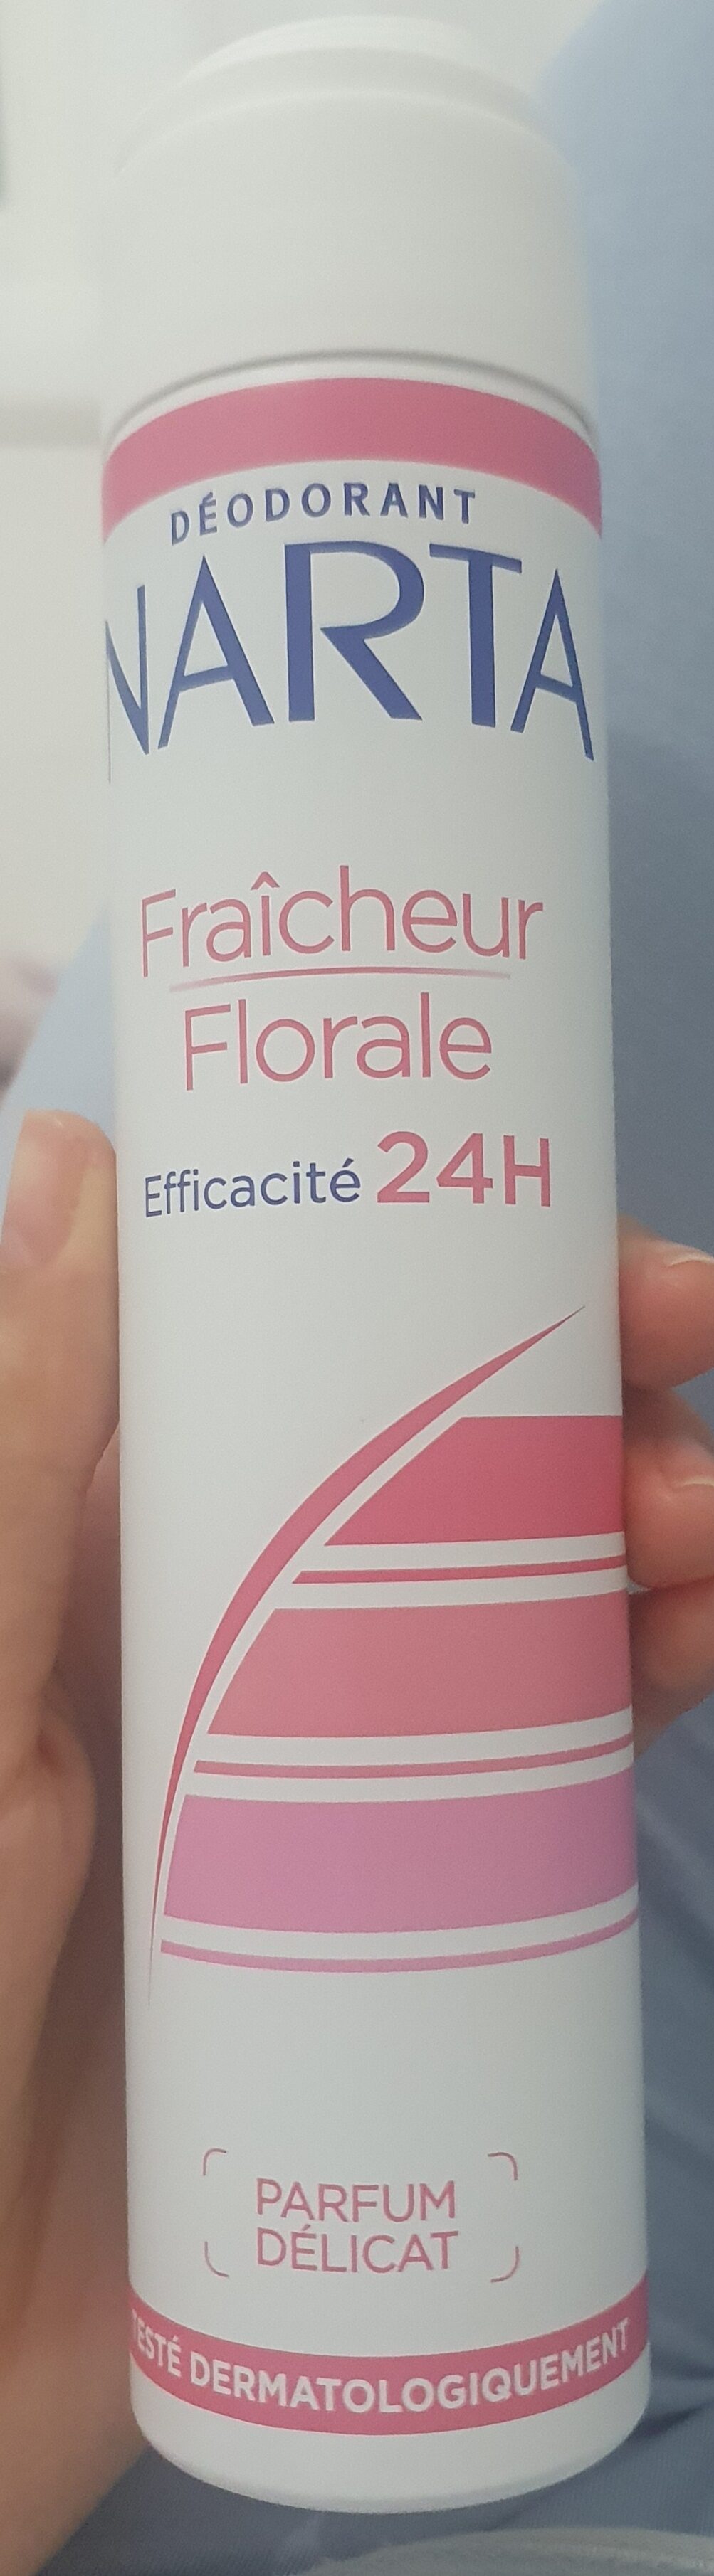 DÉODORANT
NARTA
Fraîcheur
Florale
Efficacité 24H
PARFUM
DÉLICAT
TESTÉ DERMATOLOGIQUEMENT